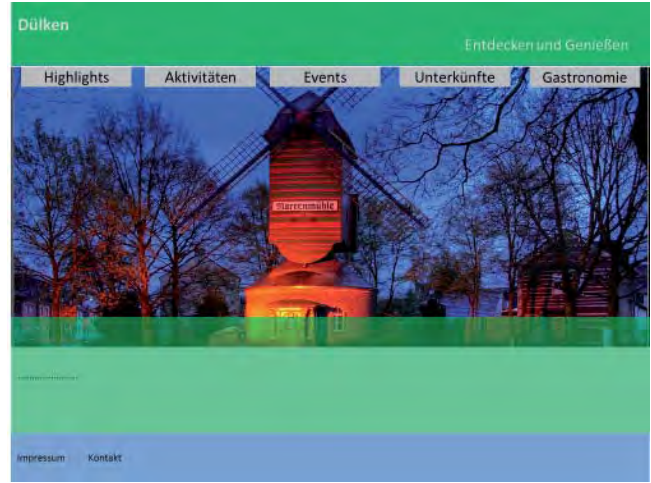 Dülken
Entdecken und Genießen
Highlights Aktivitäten Events Unterkünfte Gastronomie
Narrenmühle
Impressum Kontakt